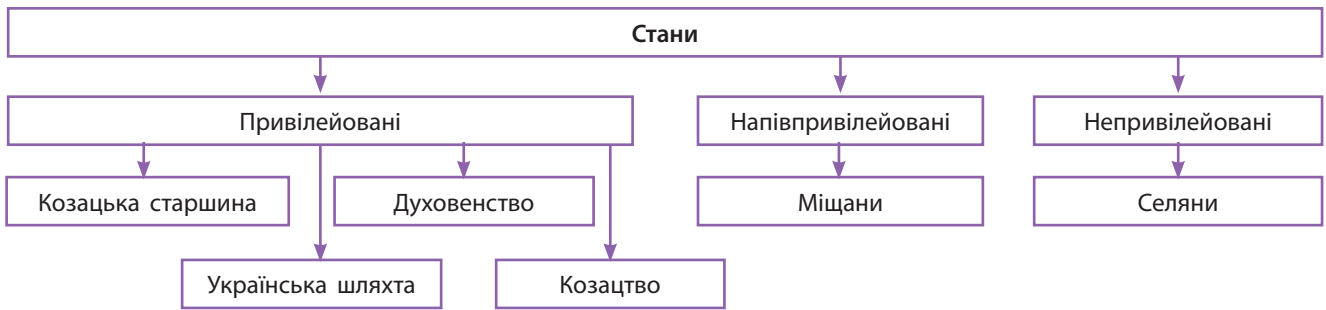 Стани
Привілейовані
Напівпривілейовані
Непривілейовані
Козацька старшина
Духовенство
Міщани
Селяни
Українська шляхта
Козацтво